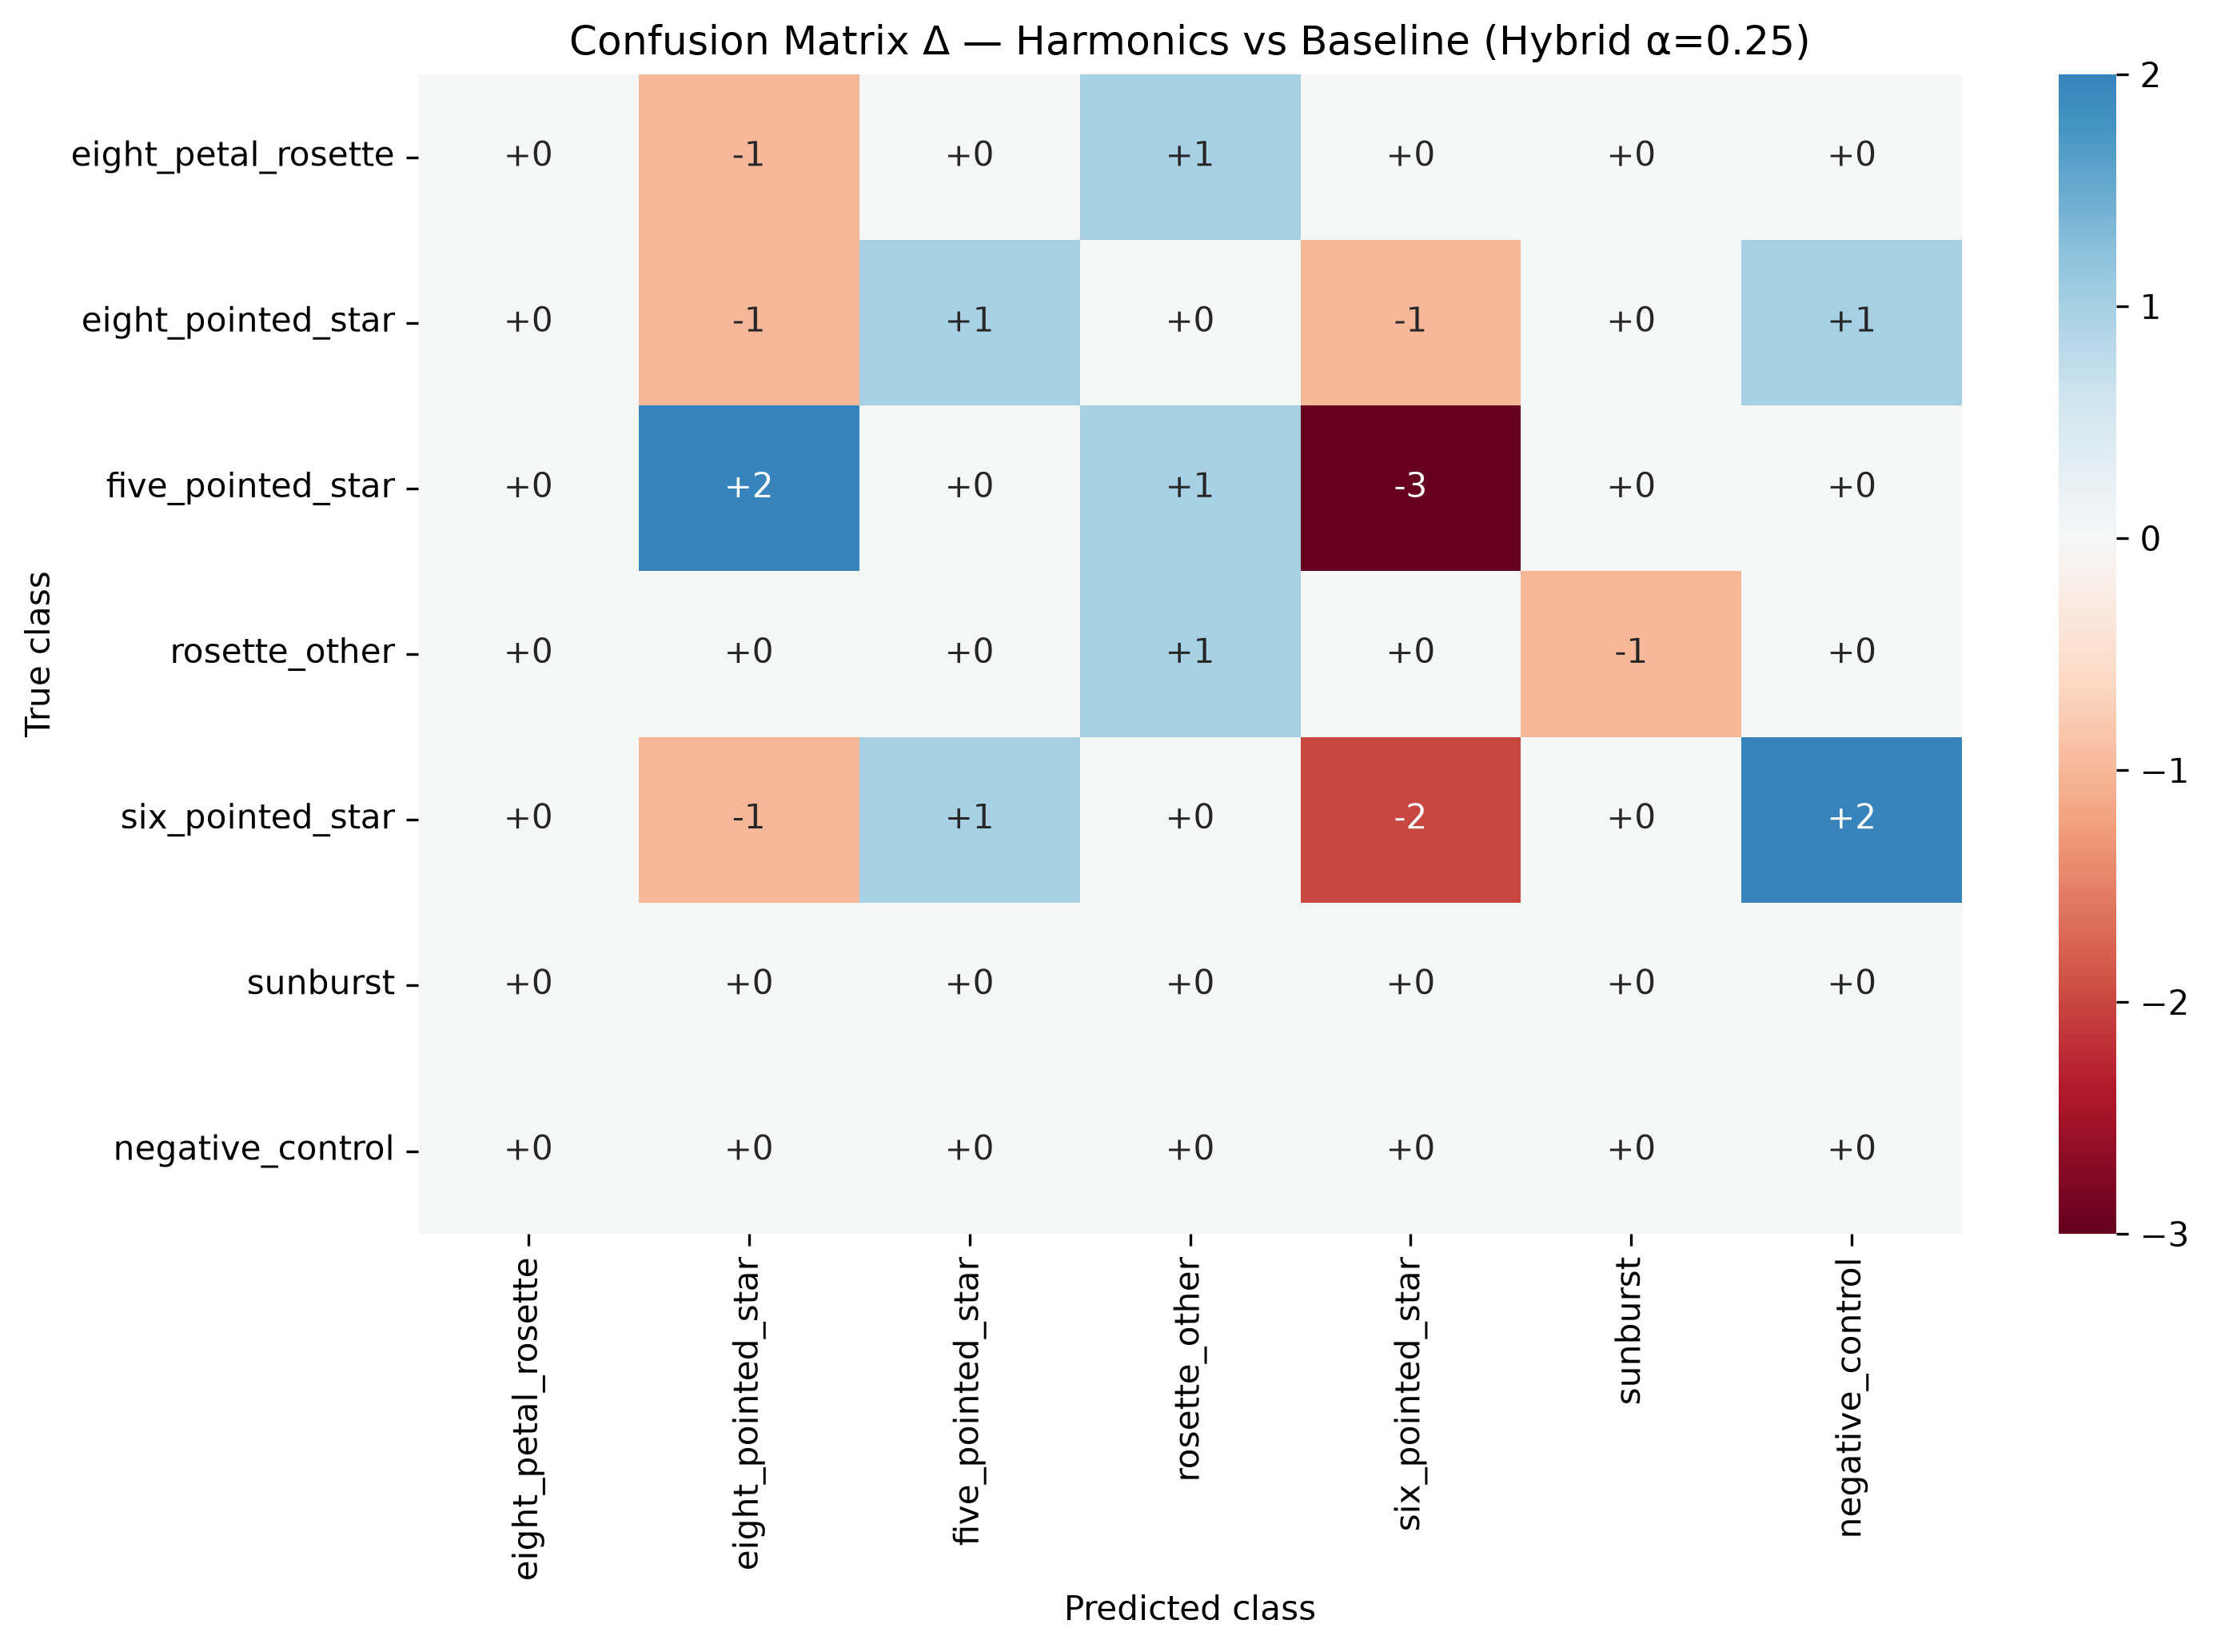 Confusion Matrix Δ — Harmonics vs Baseline (Hybrid α=0.25)
eight_petal_rosette +0 -1 +0 +1 +0 +0 +0
eight_pointed_star +0 -1 +1 +0 -1 +0 +1
five_pointed_star +0 +2 +0 +1 -3 +0 +0
rosette_other +0 +0 +0 +1 +0 -1 +0
six_pointed_star +0 -1 +1 +0 -2 +0 +2
sunburst +0 +0 +0 +0 +0 +0 +0
negative_control +0 +0 +0 +0 +0 +0 +0
True class
eight_petal_rosette
eight_pointed_star
five_pointed_star
rosette_other
six_pointed_star
sunburst
negative_control
Predicted class
2
1
0
−1
−2
−3